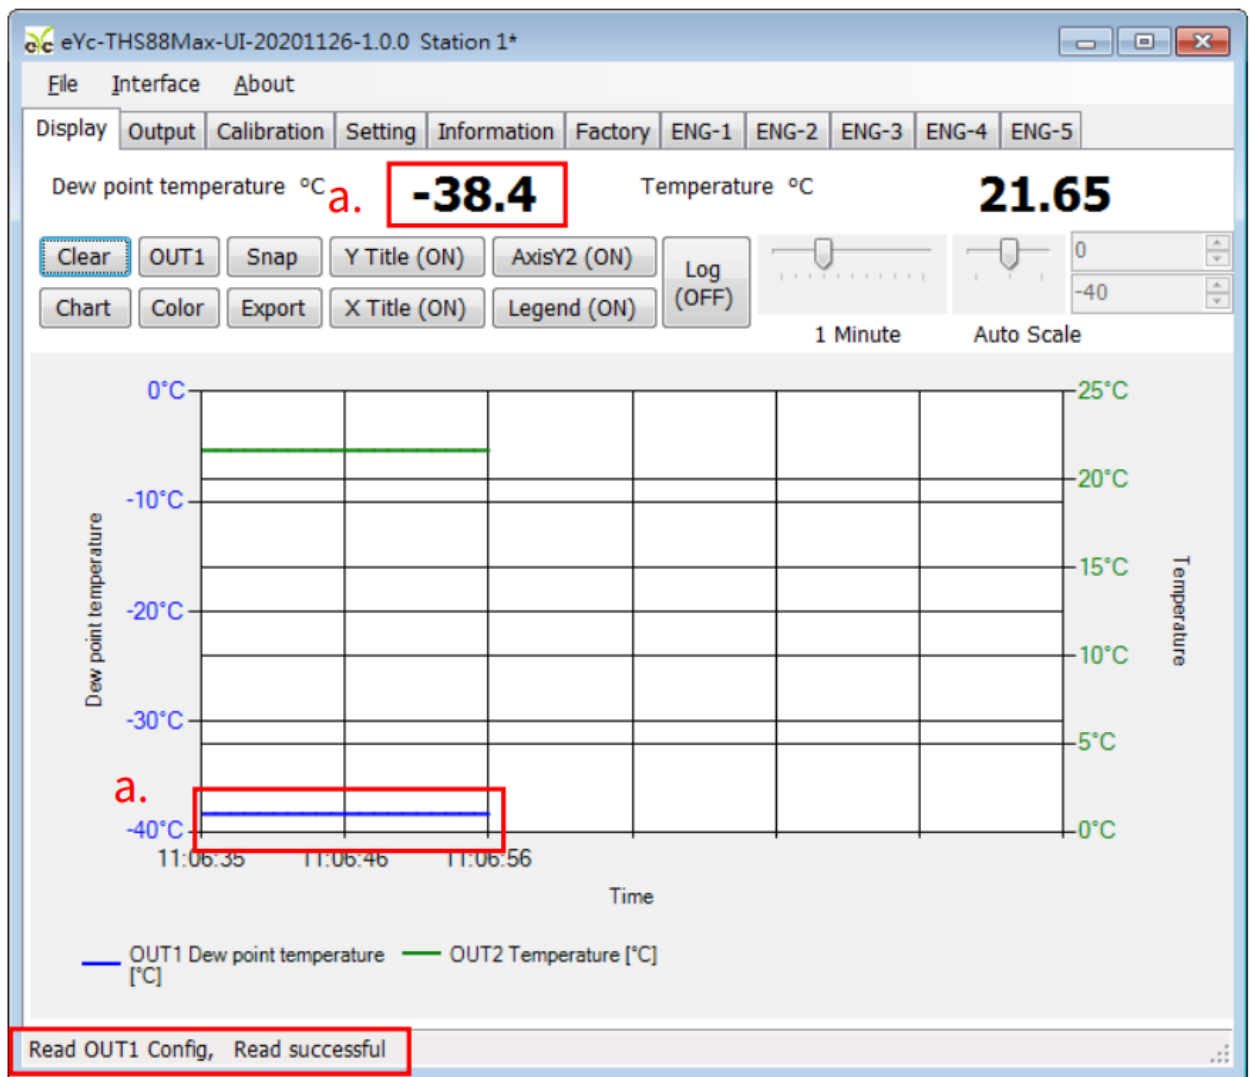 eYc eYc-THS88Max-UI-20201126-1.0.0 Station 1*
File Interface About
Display Output Calibration Setting Information Factory ENG-1 ENG-2 ENG-3 ENG-4 ENG-5
Dew point temperature °C a. -38.4 Temperature °C 21.65
Clear OUT1 Snap Y Title (ON) AxisY2 (ON) Log (OFF) 0
Chart Color Export X Title (ON) Legend (ON) -40
1 Minute Auto Scale
0°C 25°C
20°C
-10°C
15°C
-20°C
10°C
-30°C
5°C
a.
-40°C 0°C
Dew point temperature
Temperature
11:06:35 11:06:46 11:06:56
Time
OUT1 Dew point temperature [°C]
OUT2 Temperature [°C]
Read OUT1 Config, Read successful